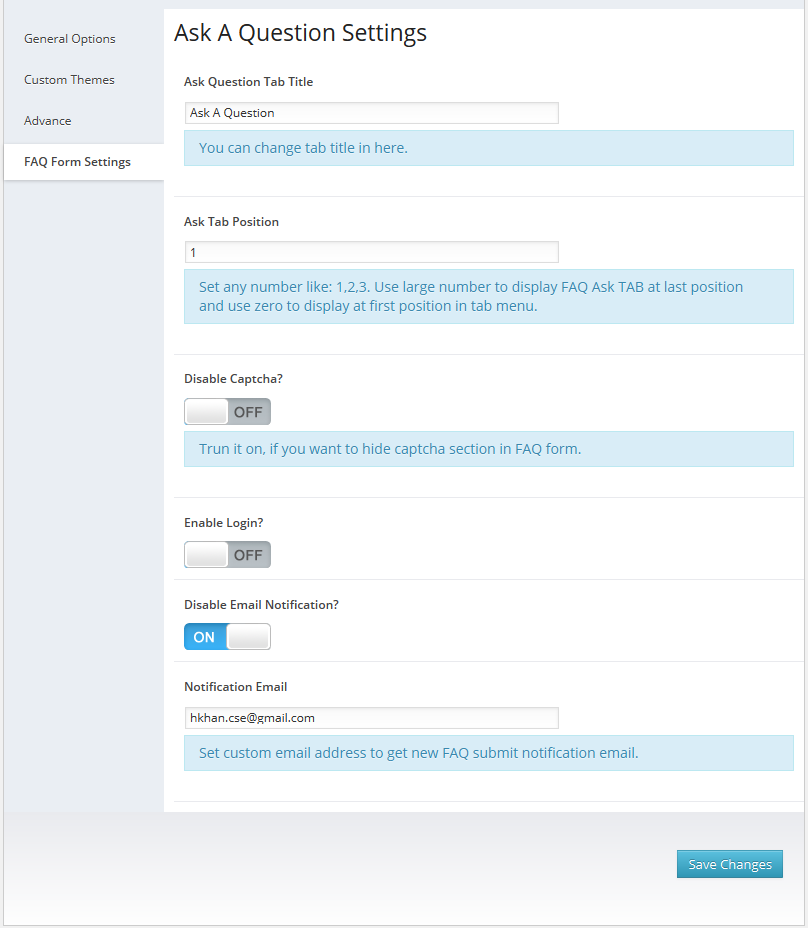 General Options
Custom Themes
Advance
FAQ Form Settings
Ask A Question Settings
Ask Question Tab Title
Ask A Question
You can change tab title in here.
Ask Tab Position
1
Set any number like: 1,2,3. Use large number to display FAQ Ask TAB at last position
and use zero to display at first position in tab menu.
Disable Captcha?
OFF
Trun it on, if you want to hide captcha section in FAQ form.
Enable Login?
OFF
Disable Email Notification?
ON
Notification Email
hkhan.cse@gmail.com
Set custom email address to get new FAQ submit notification email.
Save Changes